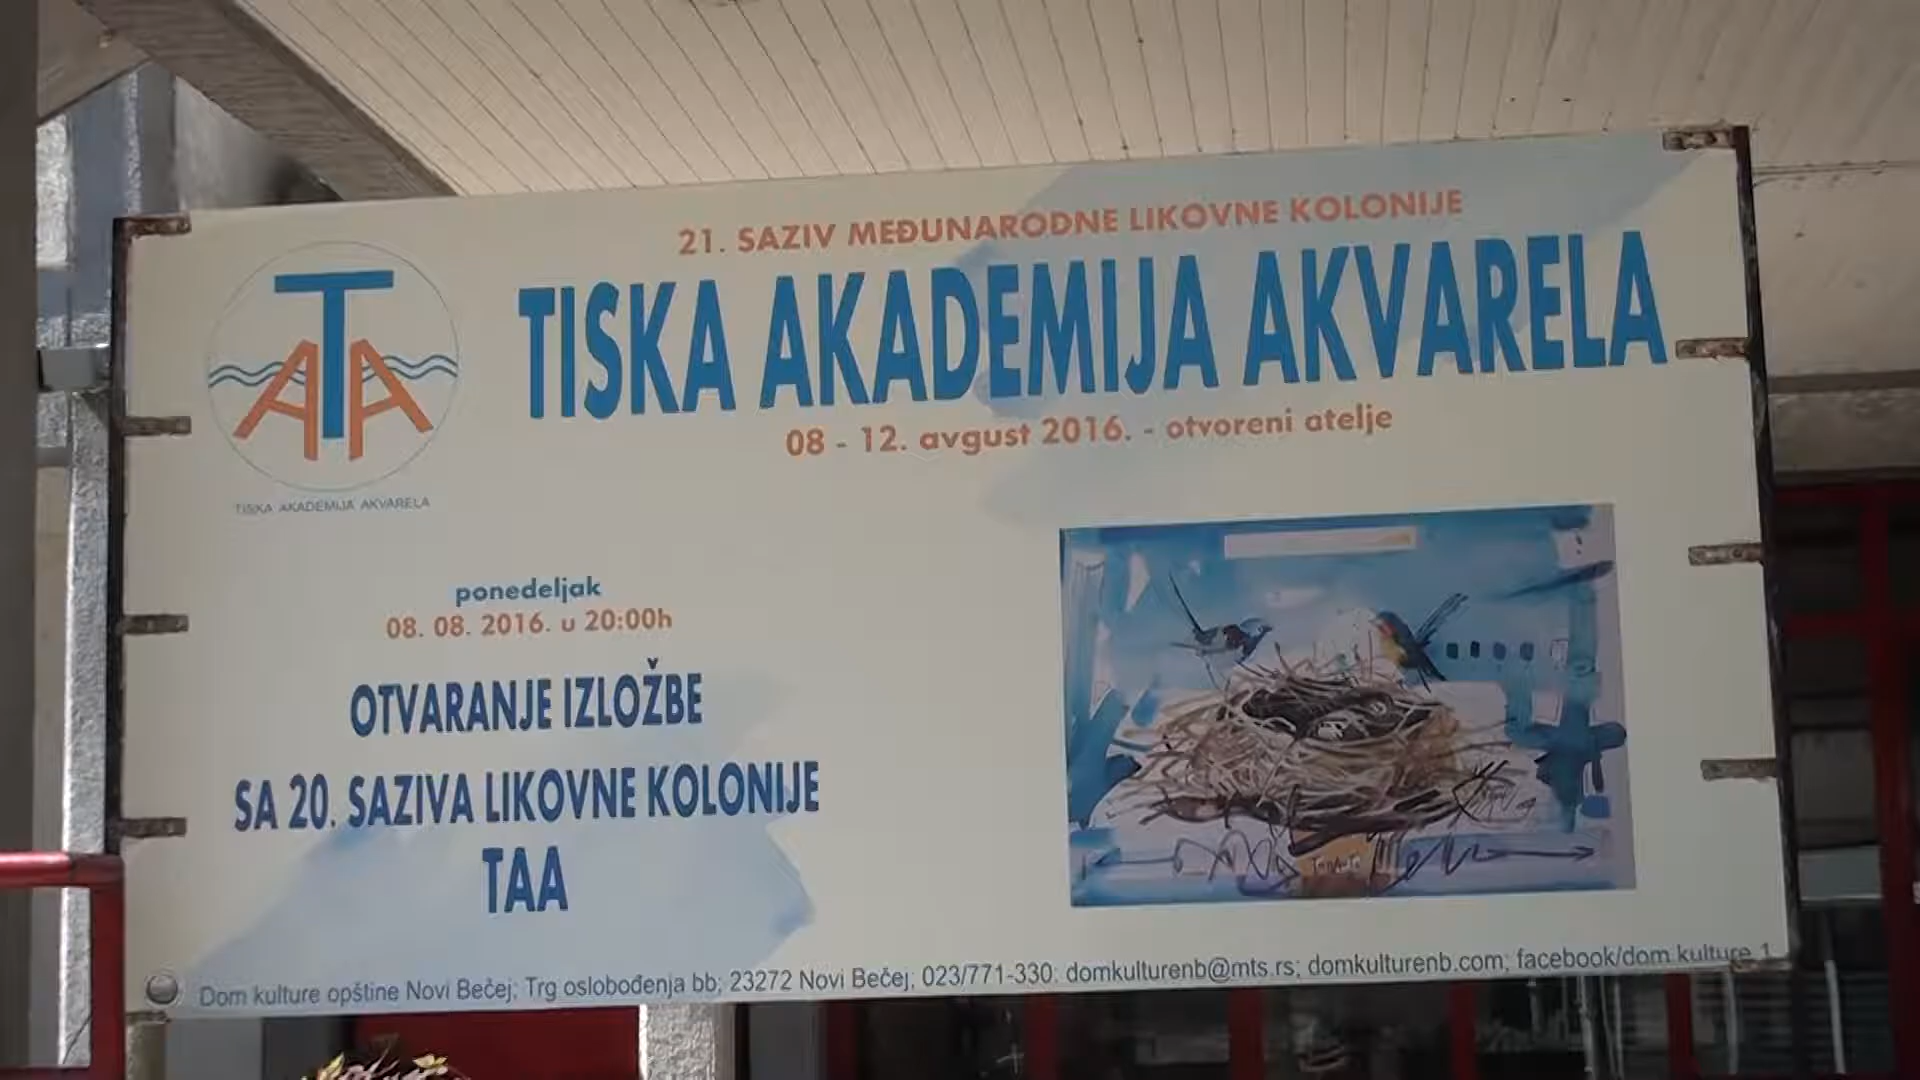 21. SAZIV MEĐUNARODNE LIKOVNE KOLONIJE
TISKA AKADEMIJA AKVARELA
08 - 12. avgust 2016. - otvoreni atelje
TAA
TISKA AKADEMIJA AKVARELA
ponedeljak
08. 08. 2016. u 20:00h
OTVARANJE IZLOŽBE
SA 20. SAZIVA LIKOVNE KOLONIJE
TAA
Dom kulture opštine Novi Bečej; Trg oslobođenja bb; 23272 Novi Bečej; 023/771-330; domkulturenb@mts.rs; domkulturenb.com; facebook/dom.kulture.1